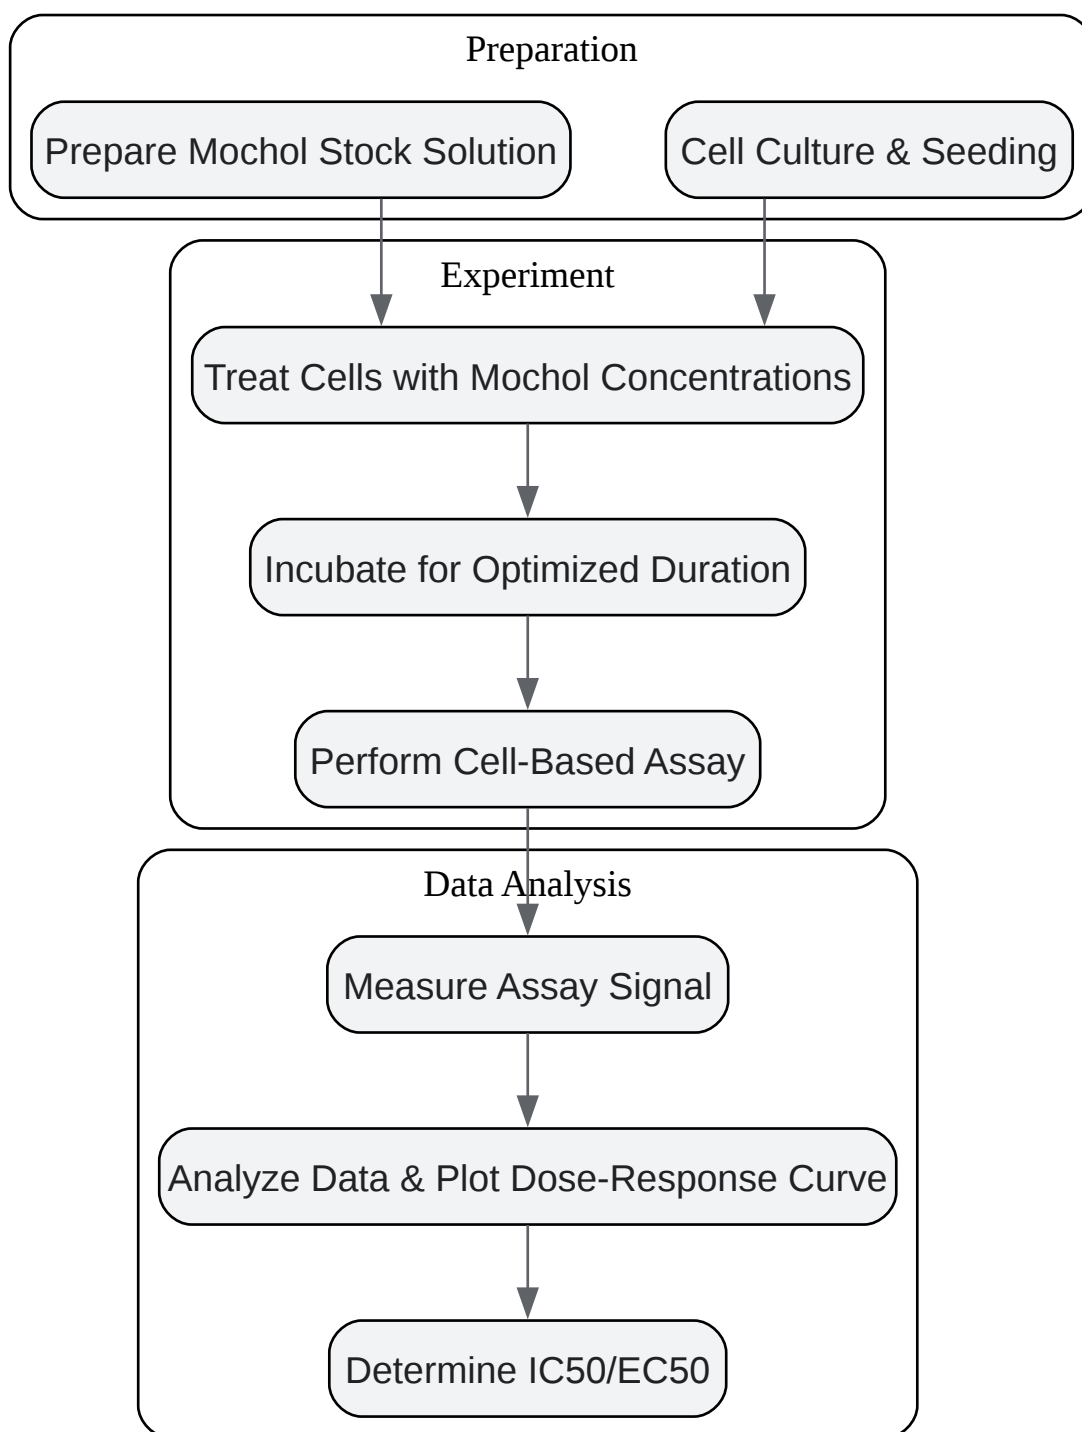 Preparation
Prepare Mochol Stock Solution
Cell Culture & Seeding
Experiment
Treat Cells with Mochol Concentrations
Incubate for Optimized Duration
Perform Cell-Based Assay
Data Analysis
Measure Assay Signal
Analyze Data & Plot Dose-Response Curve
Determine IC50/EC50